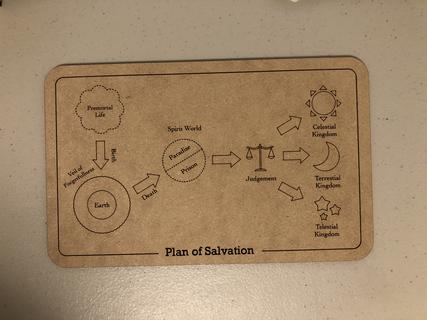 Premortal
Life
Birth
Veil of
Forgetfulness
Earth
Death
Spirit World
Paradise
Prison
Judgement
Celestial
Kingdom
Terrestial
Kingdom
Telestial
Kingdom
Plan of Salvation